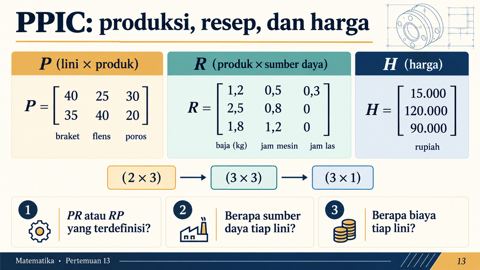 PPIC: produksi, resep, dan harga
P (lini × produk)
P = [40 25 30
35 40 20]
braket flens poros
R (produk × sumber daya)
R = [1,2 0,5 0,3
2,5 0,8 0
1,8 1,2 0]
baja (kg) jam mesin jam las
H (harga)
H = [15.000
120.000
90.000]
rupiah
(2 × 3) → (3 × 3) → (3 × 1)
1
PR atau RP
yang terdefinisi?
2
Berapa sumber
daya tiap lini?
3
Berapa biaya
tiap lini?
Matematika • Pertemuan 13
13